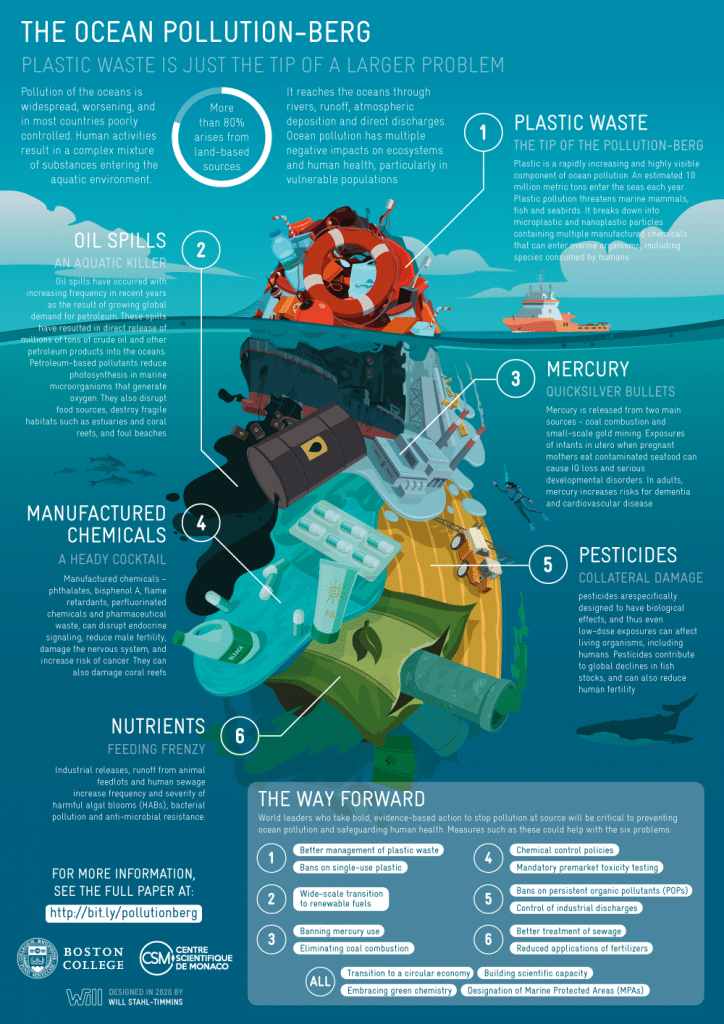 THE OCEAN POLLUTION-BERG
PLASTIC WASTE IS JUST THE TIP OF A LARGER PROBLEM
Pollution of the oceans is
widespread, worsening, and
in most countries poorly
controlled. Human activities
result in a complex mixture
of substances entering the
aquatic environment.
More
than 80%
arises from
land-based
sources
It reaches the oceans through
rivers, runoff, atmospheric
deposition and direct discharges.
Ocean pollution has multiple
negative impacts on ecosystems
and human health, particularly in
vulnerable populations
1
PLASTIC WASTE
THE TIP OF THE POLLUTION-BERG
Plastic is a rapidly increasing and highly visible
component of ocean pollution. An estimated 10
million metric tons enter the seas each year.
Plastic pollution threatens marine mammals,
fish and seabirds. It breaks down into
microplastic and nanoplastic particles
containing multiple manufactured chemicals
that can enter marine organisms, including
species consumed by humans
OIL SPILLS
2
AN AQUATIC KILLER
Oil spills have occurred with
increasing frequency in recent years
as the result of growing global
demand for petroleum. These spills
have resulted in direct release of
millions of tons of crude oil and other
petroleum products into the oceans.
Petroleum-based pollutants reduce
photosynthesis in marine
microorganisms that generate
oxygen. They also disrupt
food sources, destroy fragile
habitats such as estuaries and coral
reefs, and foul beaches
3
MERCURY
QUICKSILVER BULLETS
Mercury is released from two main
sources - coal combustion and
small-scale gold mining. Exposures
of infants in utero when pregnant
mothers eat contaminated seafood can
cause IQ loss and serious
developmental disorders. In adults,
mercury increases risks for dementia
and cardiovascular disease
MANUFACTURED
CHEMICALS
4
A HEADY COCKTAIL
Manufactured chemicals –
phthalates, bisphenol A, flame
retardants, perfluorinated
chemicals and pharmaceutical
waste, can disrupt endocrine
signaling, reduce male fertility,
damage the nervous system, and
increase risk of cancer. They can
also damage coral reefs
BLEACH
5
PESTICIDES
COLLATERAL DAMAGE
pesticides arespecifically
designed to have biological
effects, and thus even
low-dose exposures can affect
living organisms, including
humans. Pesticides contribute
to global declines in fish
stocks, and can also reduce
human fertility
NUTRIENTS
6
FEEDING FRENZY
Industrial releases, runoff from animal
feedlots and human sewage
increase frequency and severity of
harmful algal blooms (HABs), bacterial
pollution and anti-microbial resistance.
THE WAY FORWARD
World leaders who take bold, evidence-based action to stop pollution at source will be critical to preventing
ocean pollution and safeguarding human health. Measures such as these could help with the six problems:
1
Better management of plastic waste
Bans on single-use plastic
2
Wide-scale transition
to renewable fuels
3
Banning mercury use
Eliminating coal combustion
4
Chemical control policies
Mandatory premarket toxicity testing
5
Bans on persistent organic pollutants (POPs)
Control of industrial discharges
6
Better treatment of sewage
Reduced applications of fertilizers
ALL
Transition to a circular economy
Building scientific capacity
Embracing green chemistry
Designation of Marine Protected Areas (MPAs)
FOR MORE INFORMATION,
SEE THE FULL PAPER AT:
http://bit.ly/pollutionberg
BOSTON
COLLEGE
CSM
CENTRE
SCIENTIFIQUE
DE MONACO
Will
DESIGNED IN 2020 BY
WILL STAHL-TIMMINS